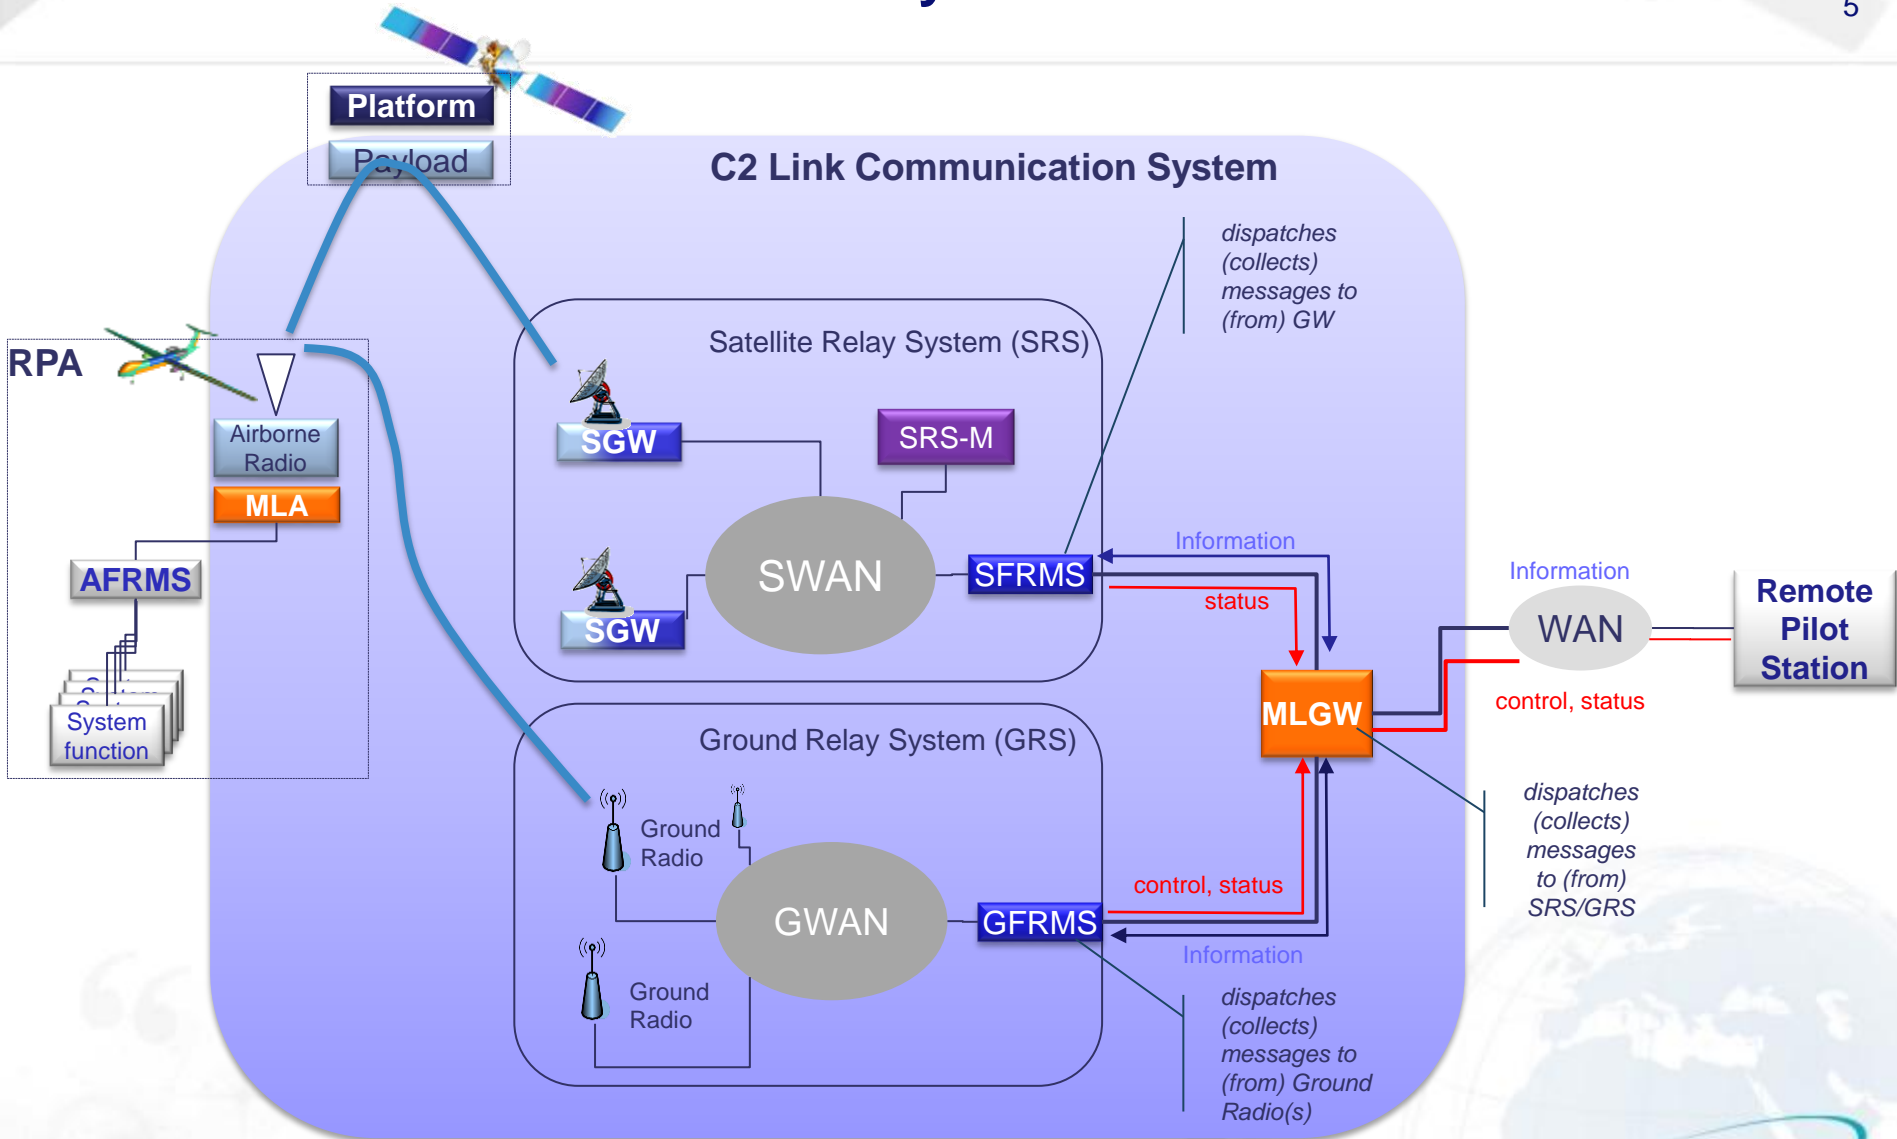 5
Platform
Payload
C2 Link Communication System
dispatches
(collects)
messages to
(from) GW
Satellite Relay System (SRS)
RPA
Airborne
Radio
MLA
SGW
SRS-M
AFRMS
SWAN
SFRMS
Information
status
Information
WAN
Remote
Pilot
Station
SGW
System
function
control, status
MLGW
Ground Relay System (GRS)
Ground
Radio
dispatches
(collects)
messages
to (from)
SRS/GRS
GWAN
control, status
GFRMS
Information
Ground
Radio
dispatches
(collects)
messages to
(from) Ground
Radio(s)